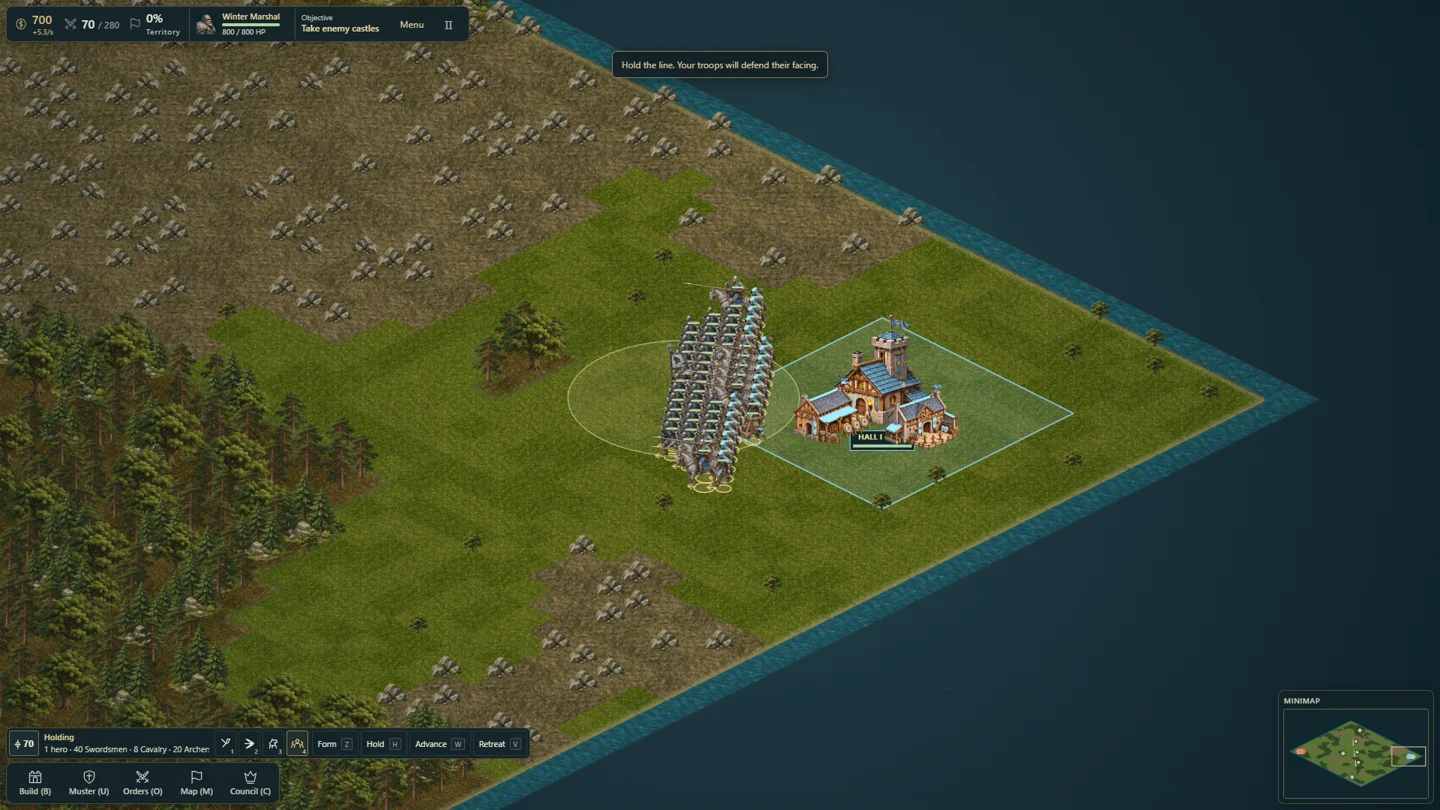 700
+5.3/s
70 / 280
0%
Territory
Winter Marshal
800 / 800 HP
Objective
Take enemy castles
Menu
II
Hold the line. Your troops will defend their facing.
HALL I
70
Holding
1 hero · 40 Swordsmen · 8 Cavalry · 20 Archer
1
2
3
4
Form Z
Hold H
Advance W
Retreat V
Build (B)
Muster (U)
Orders (O)
Map (M)
Council (C)
MINIMAP